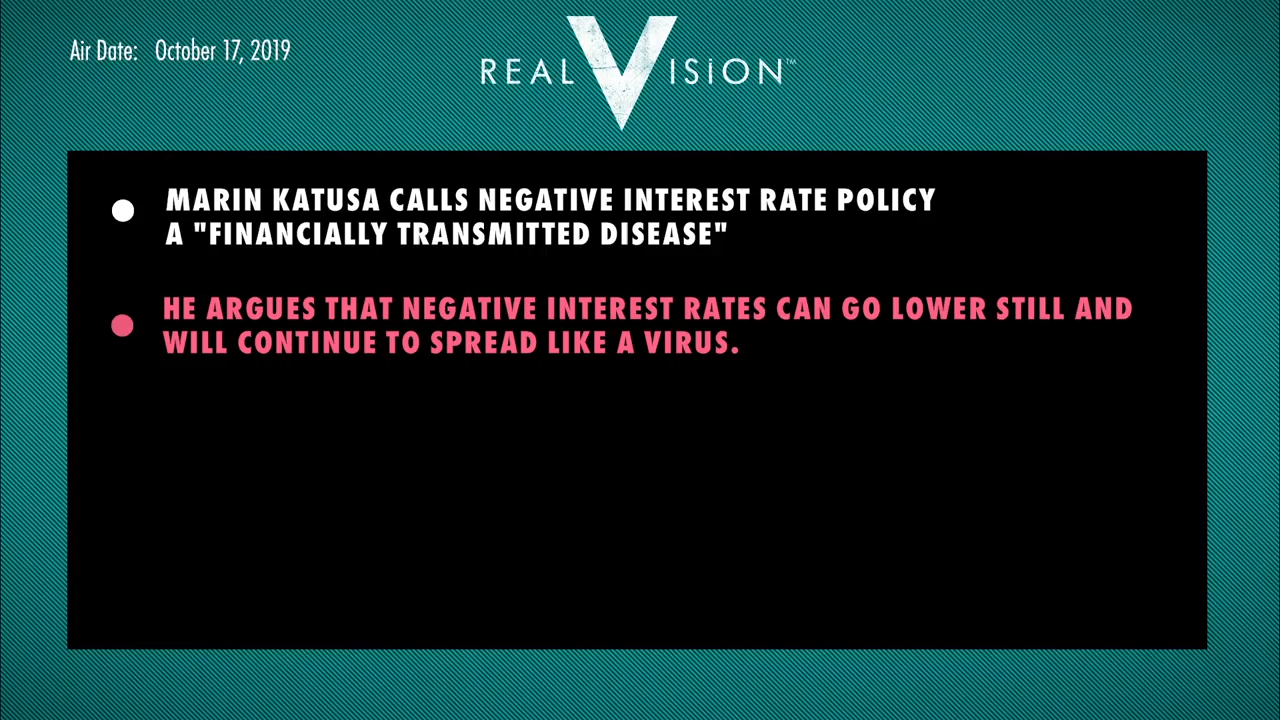 Air Date: October 17, 2019
REAL VISiON™
MARIN KATUSA CALLS NEGATIVE INTEREST RATE POLICY
A "FINANCIALLY TRANSMITTED DISEASE"
HE ARGUES THAT NEGATIVE INTEREST RATES CAN GO LOWER STILL AND
WILL CONTINUE TO SPREAD LIKE A VIRUS.